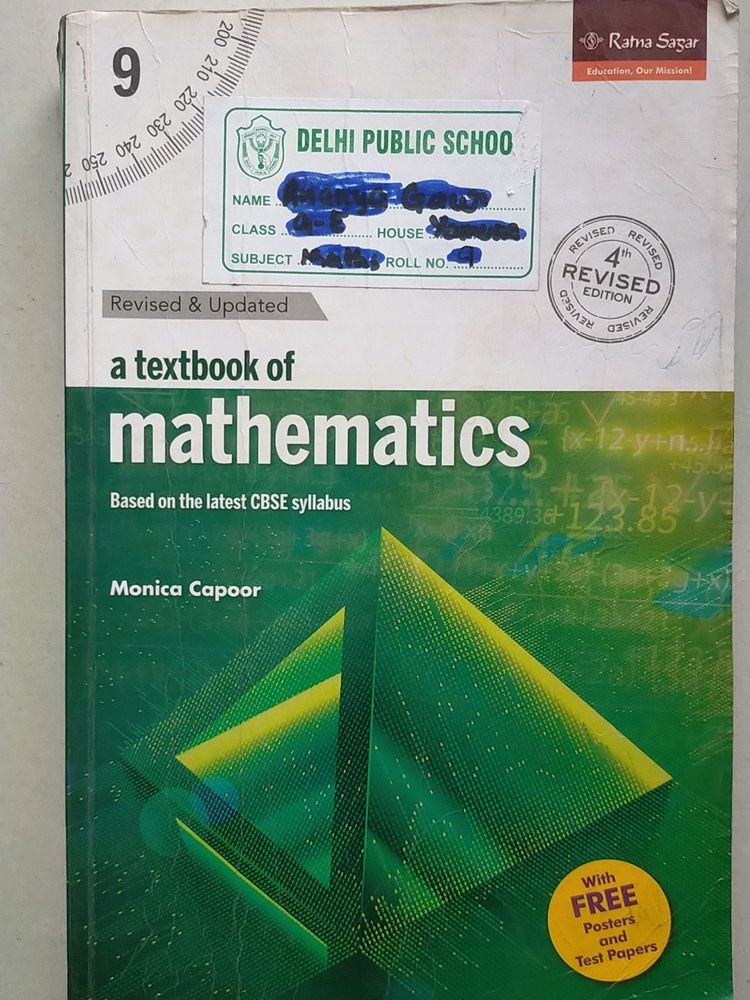 9
200 210 220 230 240 250
Ratna Sagar
Education, Our Mission!
DELHI PUBLIC SCHOO
NAME
CLASS HOUSE
SUBJECT ROLL NO.
REVISED REVISED
4th
REVISED
EDITION
REVISED REVISED
Revised & Updated
a textbook of
mathematics
Based on the latest CBSE syllabus
+123.85
Monica Capoor
With
FREE
Posters
and
Test Papers